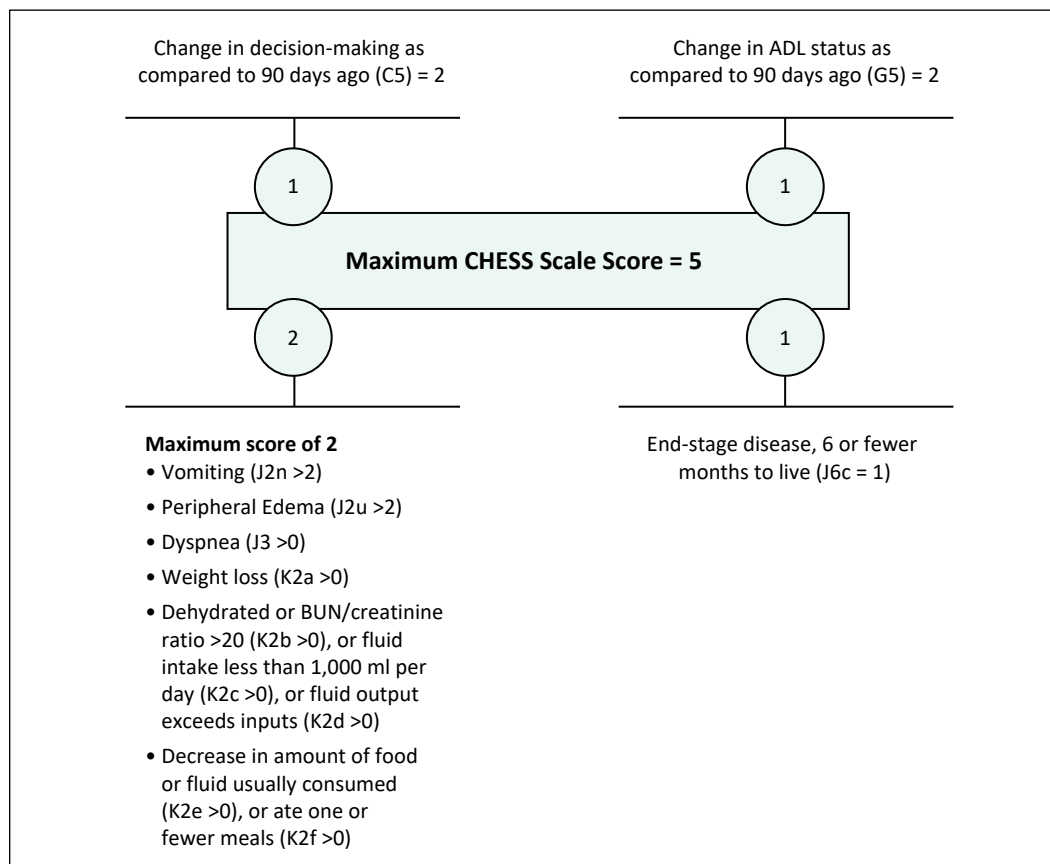 Change in decision-making as
compared to 90 days ago (C5) = 2
Change in ADL status as
compared to 90 days ago (G5) = 2
1
1
Maximum CHESS Scale Score = 5
2
1
Maximum score of 2
• Vomiting (J2n >2)
• Peripheral Edema (J2u >2)
• Dyspnea (J3 >0)
• Weight loss (K2a >0)
• Dehydrated or BUN/creatinine
ratio >20 (K2b >0), or fluid
intake less than 1,000 ml per
day (K2c >0), or fluid output
exceeds inputs (K2d >0)
• Decrease in amount of food
or fluid usually consumed
(K2e >0), or ate one or
fewer meals (K2f >0)
End-stage disease, 6 or fewer
months to live (J6c = 1)